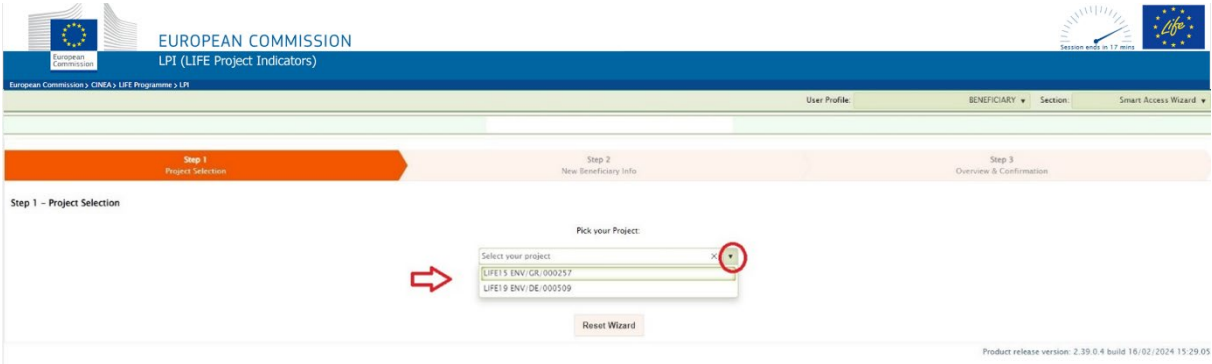 European
Commission
EUROPEAN COMMISSION
LPI (LIFE Project Indicators)
Session ends in 17 mins
Life
European Commission > CINEA > LIFE Programme > LPI
User Profile: BENEFICIARY Section: Smart Access Wizard
Step 1 Step 2 Step 3
Project Selection New Beneficiary Info Overview & Confirmation
Step 1 - Project Selection
Pick your Project:
Select your project
LIFE15 ENV/GR/000257
LIFE19 ENV/DE/000509
Reset Wizard
Product release version: 2.39.0.4 build 16/02/2024 15:29.05